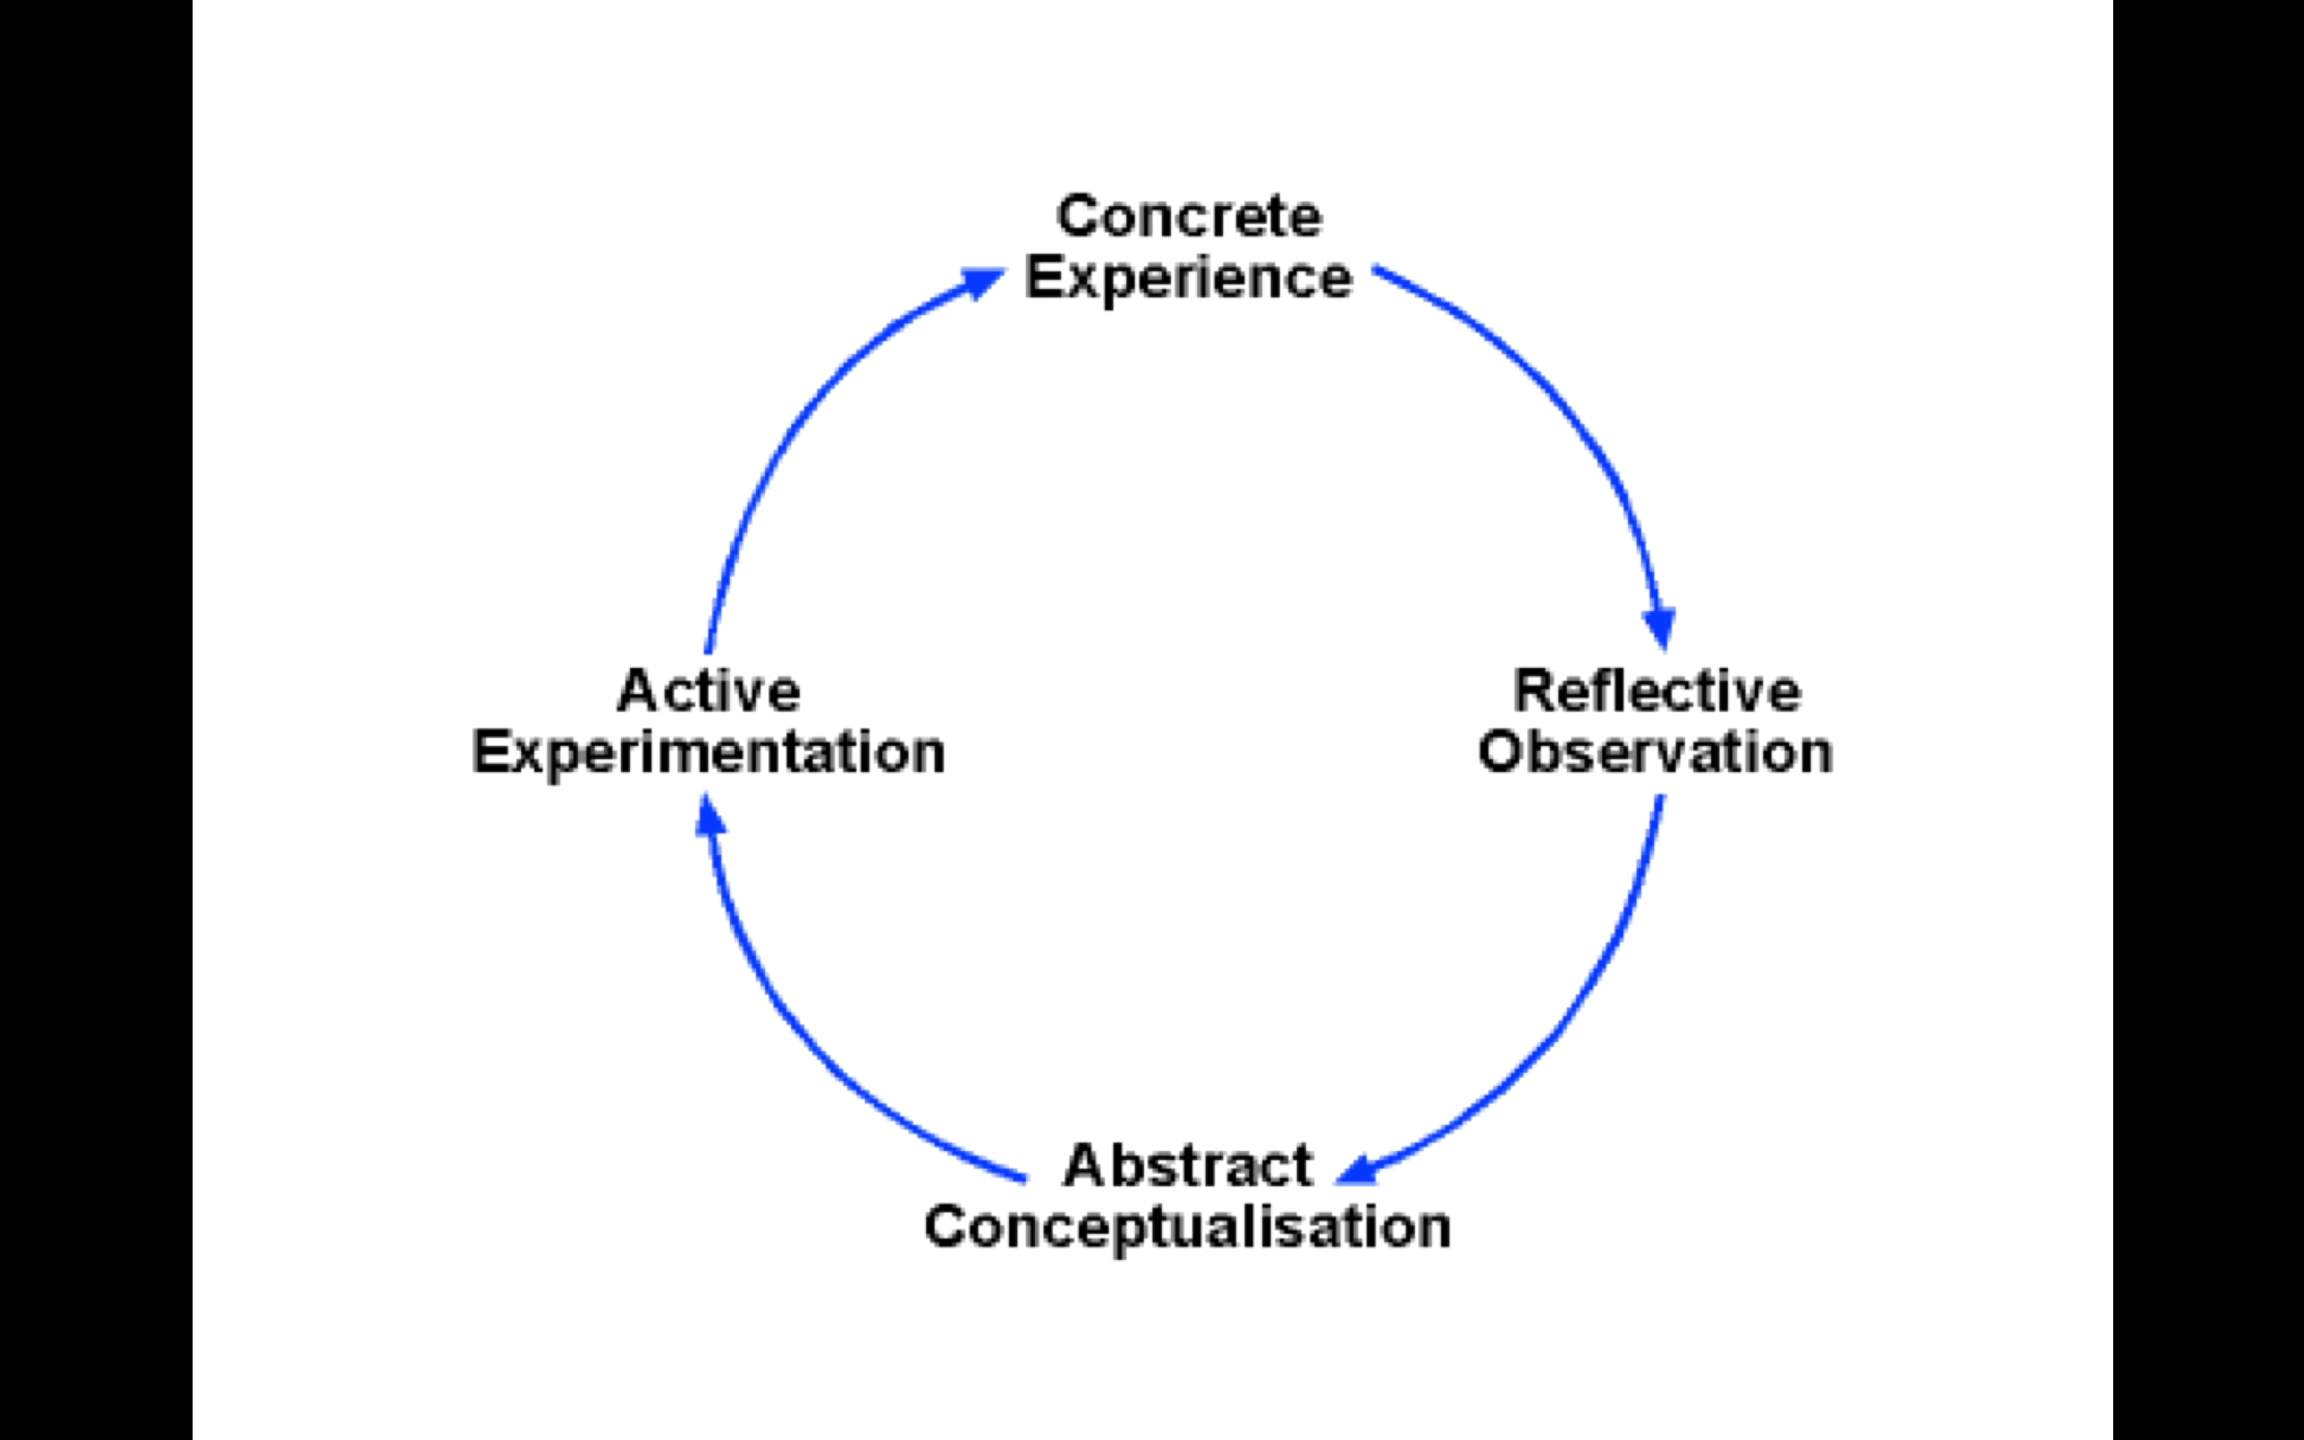 Concrete
Experience
Active
Experimentation
Reflective
Observation
Abstract
Conceptualisation